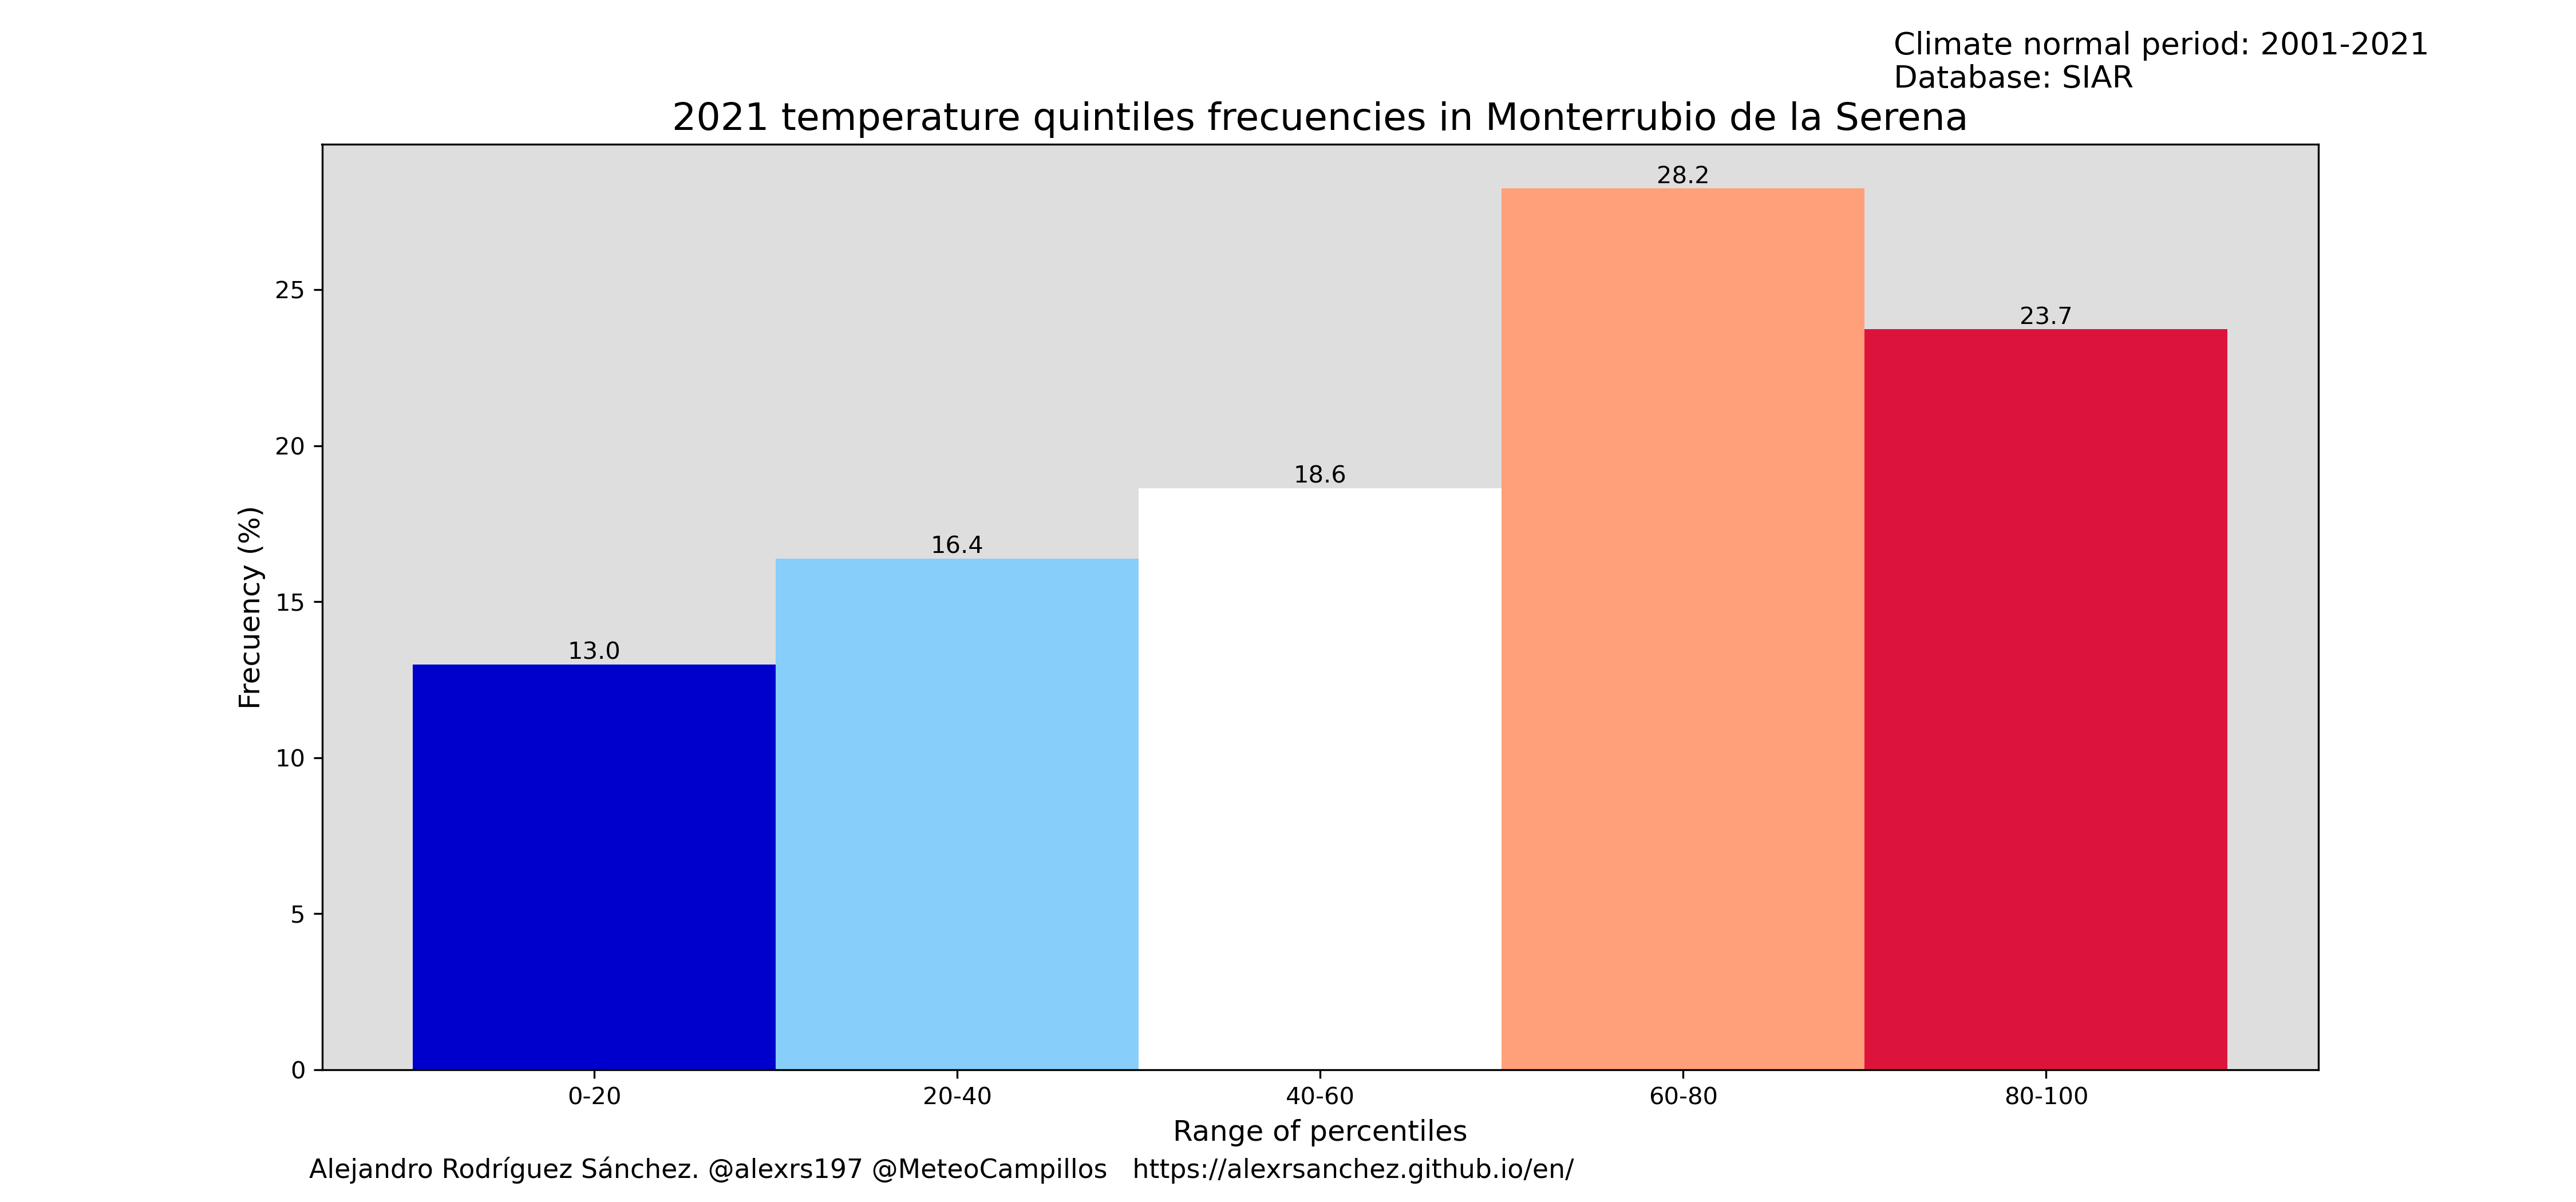 Climate normal period: 2001-2021
Database: SIAR
2021 temperature quintiles frecuencies in Monterrubio de la Serena
28.2
23.7
18.6
16.4
13.0
25
20
15
10
5
0
Frecuency (%)
0-20 20-40 40-60 60-80 80-100
Range of percentiles
Alejandro Rodríguez Sánchez. @alexrs197 @MeteoCampillos https://alexrsanchez.github.io/en/